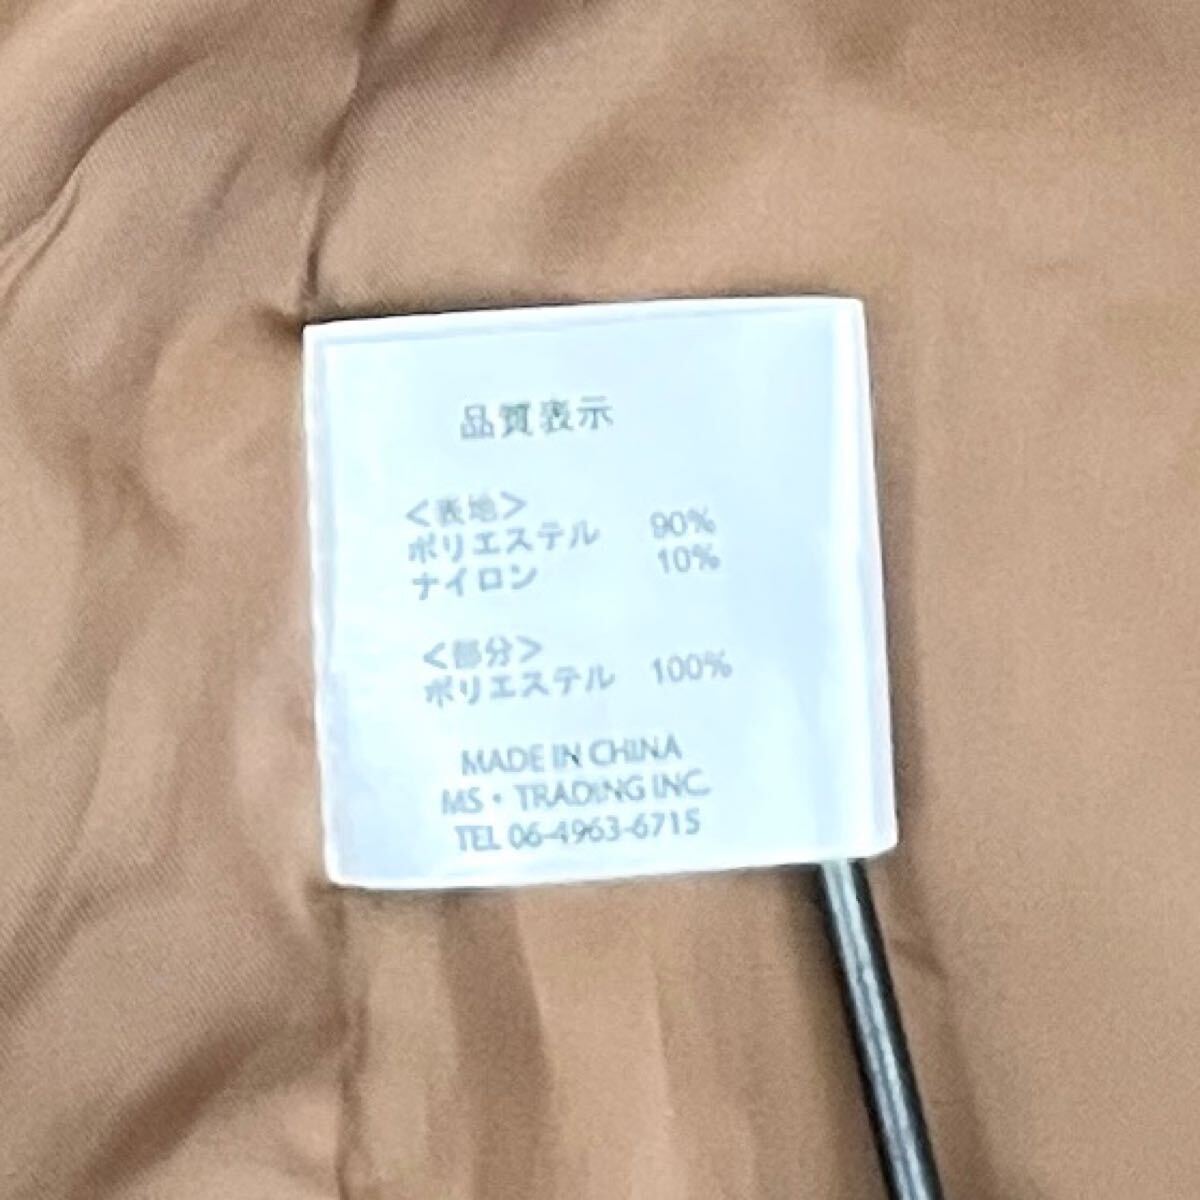 品質表示
<表地>
ポリエステル 90%
ナイロン 10%
<部分>
ポリエステル 100%
MADE IN CHINA
MS・TRADING INC.
TEL 06-4963-6715